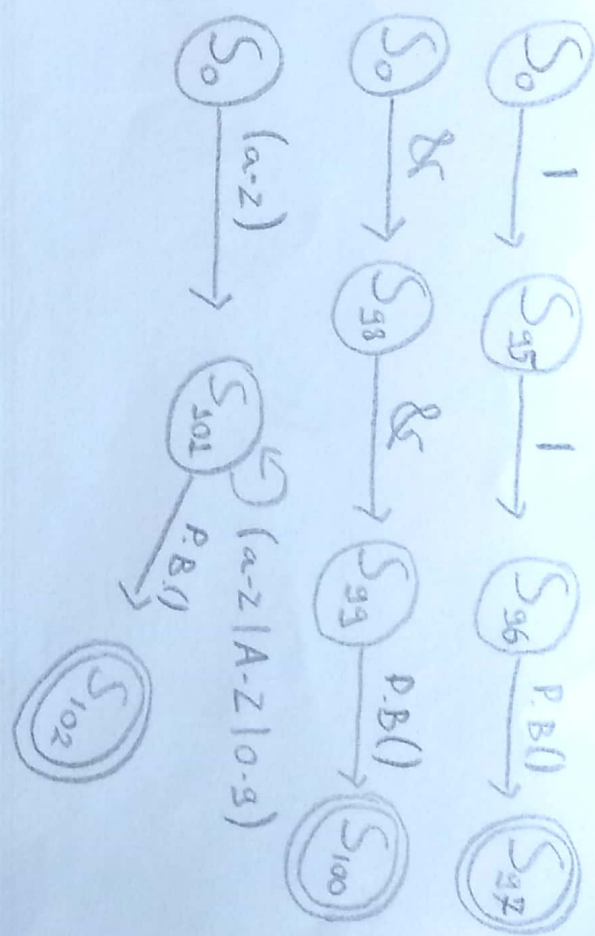 S0 | S95 | S96 P.B() S97
S0 & S98 & S99 P.B() S100
S0 (a-z) S101 (a-z|A-Z|0-9) P.B() S102